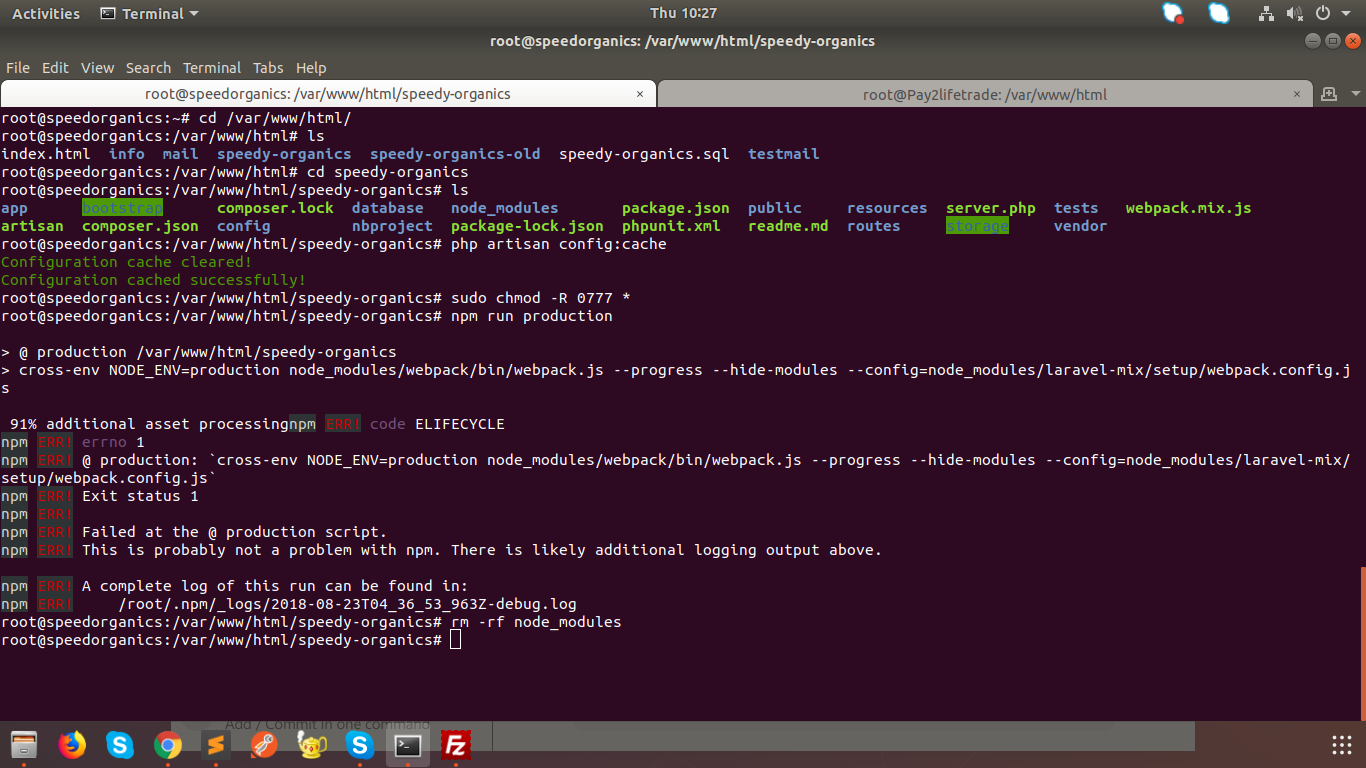 Activities Terminal Thu 10:27
root@speedorganics: /var/www/html/speedy-organics
File Edit View Search Terminal Tabs Help
root@speedorganics: /var/www/html/speedy-organics × root@Pay2lifetrade: /var/www/html ×
root@speedorganics:~# cd /var/www/html/
root@speedorganics:/var/www/html# ls
index.html info mail speedy-organics speedy-organics-old speedy-organics.sql testmail
root@speedorganics:/var/www/html# cd speedy-organics
root@speedorganics:/var/www/html/speedy-organics# ls
app bootstrap composer.lock database node_modules package.json public resources server.php tests webpack.mix.js
artisan composer.json config nbproject package-lock.json phpunit.xml readme.md routes storage vendor
root@speedorganics:/var/www/html/speedy-organics# php artisan config:cache
Configuration cache cleared!
Configuration cached successfully!
root@speedorganics:/var/www/html/speedy-organics# sudo chmod -R 0777 *
root@speedorganics:/var/www/html/speedy-organics# npm run production
> @ production /var/www/html/speedy-organics
> cross-env NODE_ENV=production node_modules/webpack/bin/webpack.js --progress --hide-modules --config=node_modules/laravel-mix/setup/webpack.config.j
s
91% additional asset processingnpm ERR! code ELIFECYCLE
npm ERR! errno 1
npm ERR! @ production: `cross-env NODE_ENV=production node_modules/webpack/bin/webpack.js --progress --hide-modules --config=node_modules/laravel-mix/
setup/webpack.config.js`
npm ERR! Exit status 1
npm ERR!
npm ERR! Failed at the @ production script.
npm ERR! This is probably not a problem with npm. There is likely additional logging output above.
npm ERR! A complete log of this run can be found in:
npm ERR! /root/.npm/_logs/2018-08-23T04_36_53_963Z-debug.log
root@speedorganics:/var/www/html/speedy-organics# rm -rf node_modules
root@speedorganics:/var/www/html/speedy-organics#
Add / Commit in one command